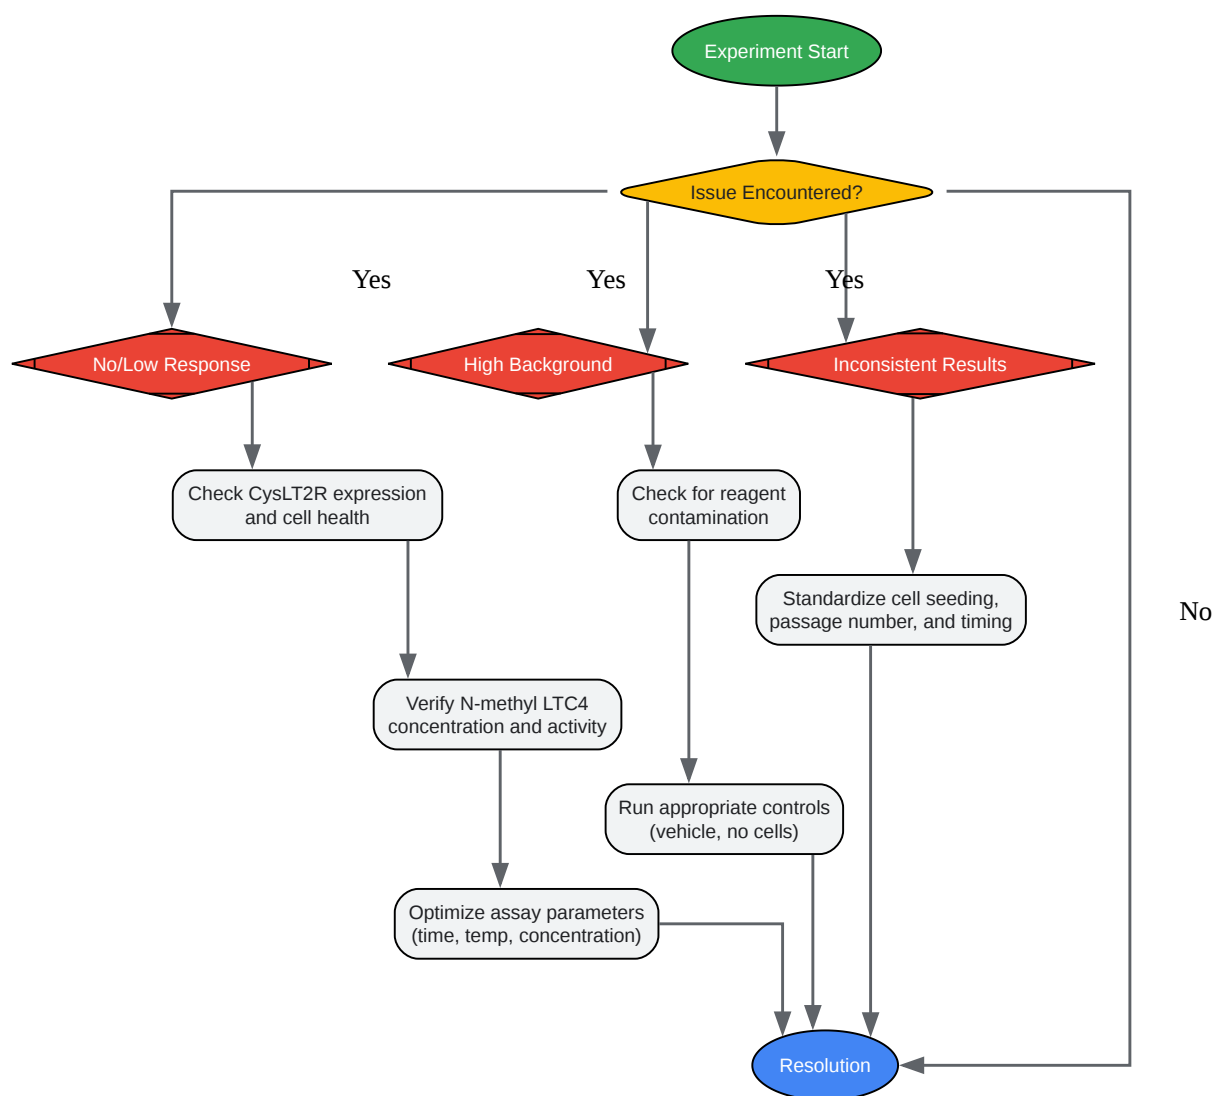 Experiment Start
Issue Encountered?
Yes
Yes
Yes
No/Low Response
High Background
Inconsistent Results
Check CysLT2R expression
and cell health
Check for reagent
contamination
Standardize cell seeding,
passage number, and timing
No
Verify N-methyl LTC4
concentration and activity
Run appropriate controls
(vehicle, no cells)
Optimize assay parameters
(time, temp, concentration)
Resolution